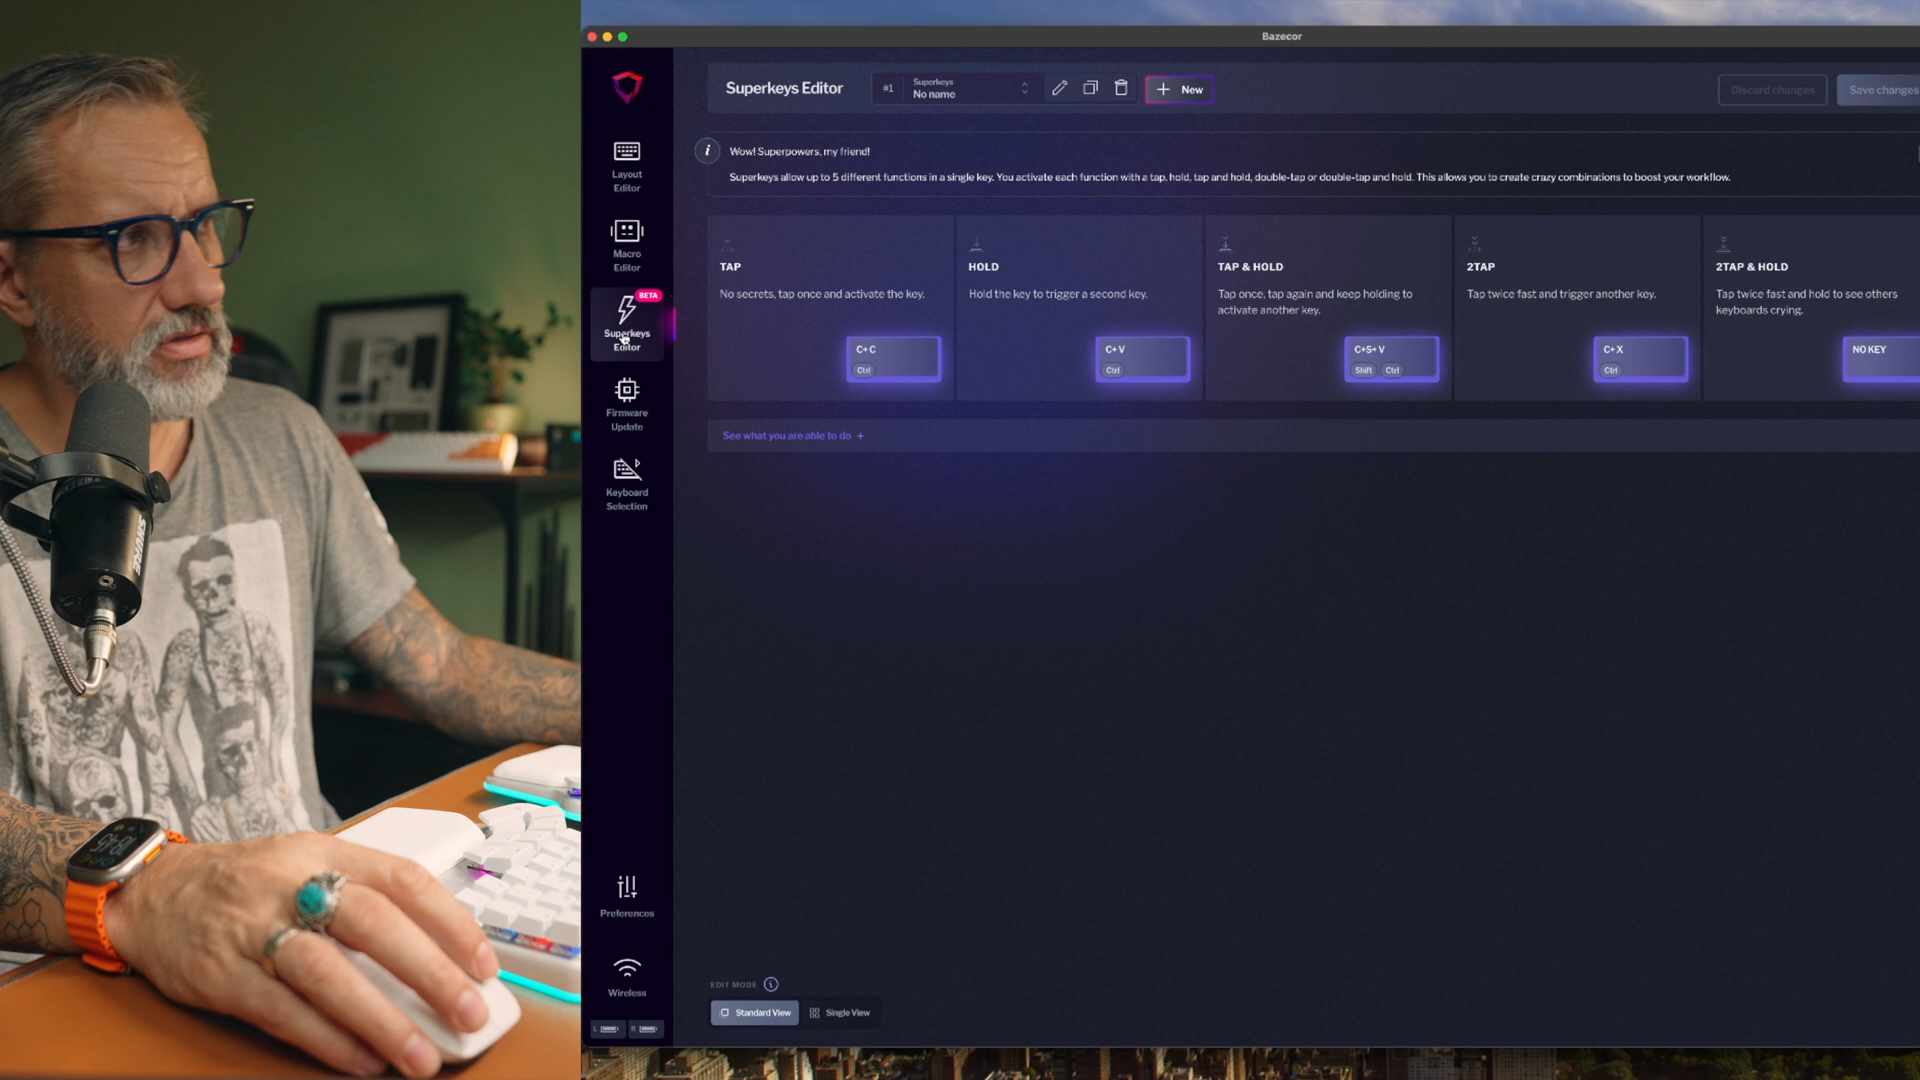 Bazecor
Superkeys Editor
#1
Superkeys
No name
New
Discard changes
Save changes
Layout
Editor
Macro
Editor
BETA
Superkeys
Editor
Firmware
Update
Keyboard
Selection
Preferences
Wireless
L
R
Wow! Superpowers, my friend!
Superkeys allow up to 5 different functions in a single key. You activate each function with a tap, hold, tap and hold, double-tap or double-tap and hold. This allows you to create crazy combinations to boost your workflow.
TAP
No secrets, tap once and activate the key.
C+C
Ctrl
HOLD
Hold the key to trigger a second key.
C+V
Ctrl
TAP & HOLD
Tap once, tap again and keep holding to
activate another key.
C+S+V
Shift Ctrl
2TAP
Tap twice fast and trigger another key.
C+X
Ctrl
2TAP & HOLD
Tap twice fast and hold to see others
keyboards crying.
NO KEY
See what you are able to do +
EDIT MODE
Standard View
Single View
SHURE